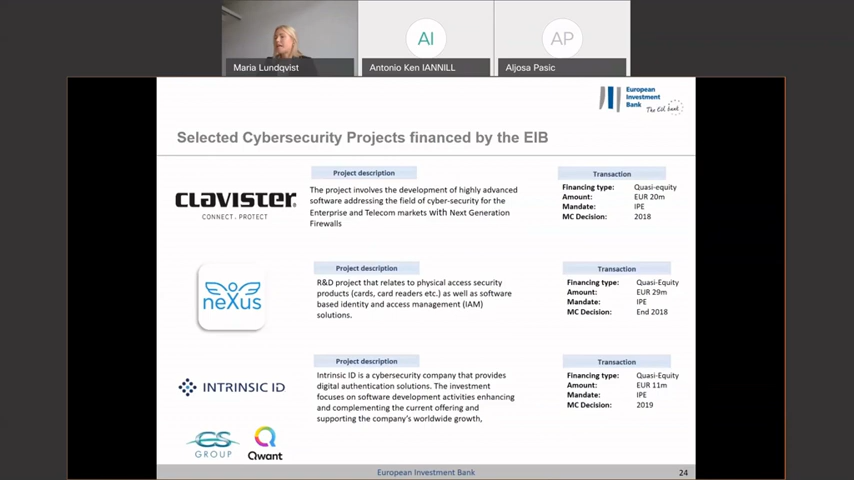 AI
AP
Maria Lundqvist
Antonio Ken IANNILL
Aljosa Pasic
European
Investment
Bank
The EU bank
Selected Cybersecurity Projects financed by the EIB
CLAVISTER
CONNECT. PROTECT
Project description
The project involves the development of highly advanced
software addressing the field of cyber-security for the
Enterprise and Telecom markets with Next Generation
Firewalls
Transaction
Financing type: Quasi-equity
Amount: EUR 20m
Mandate: IPE
MC Decision: 2018
neXus
Project description
R&D project that relates to physical access security
products (cards, card readers etc.) as well as software
based identity and access management (IAM)
solutions.
Transaction
Financing type: Quasi-Equity
Amount: EUR 29m
Mandate: IPE
MC Decision: End 2018
INTRINSIC ID
Project description
Intrinsic ID is a cybersecurity company that provides
digital authentication solutions. The investment
focuses on software development activities enhancing
and complementing the current offering and
supporting the company's worldwide growth,
Transaction
Financing type: Quasi-Equity
Amount: EUR 11m
Mandate: IPE
MC Decision: 2019
CS
GROUP
Qwant
European Investment Bank
24